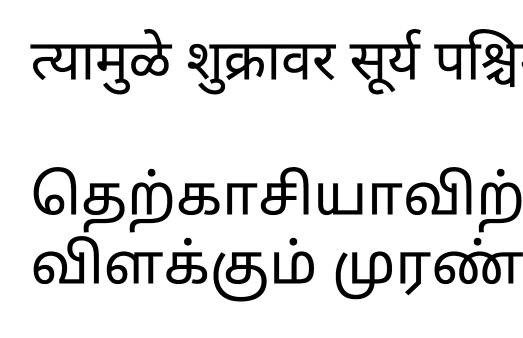 त्यामुळे शुक्रावर सूर्य पश्चि
தெற்காசியாவிற்
விளக்கும் முரண்